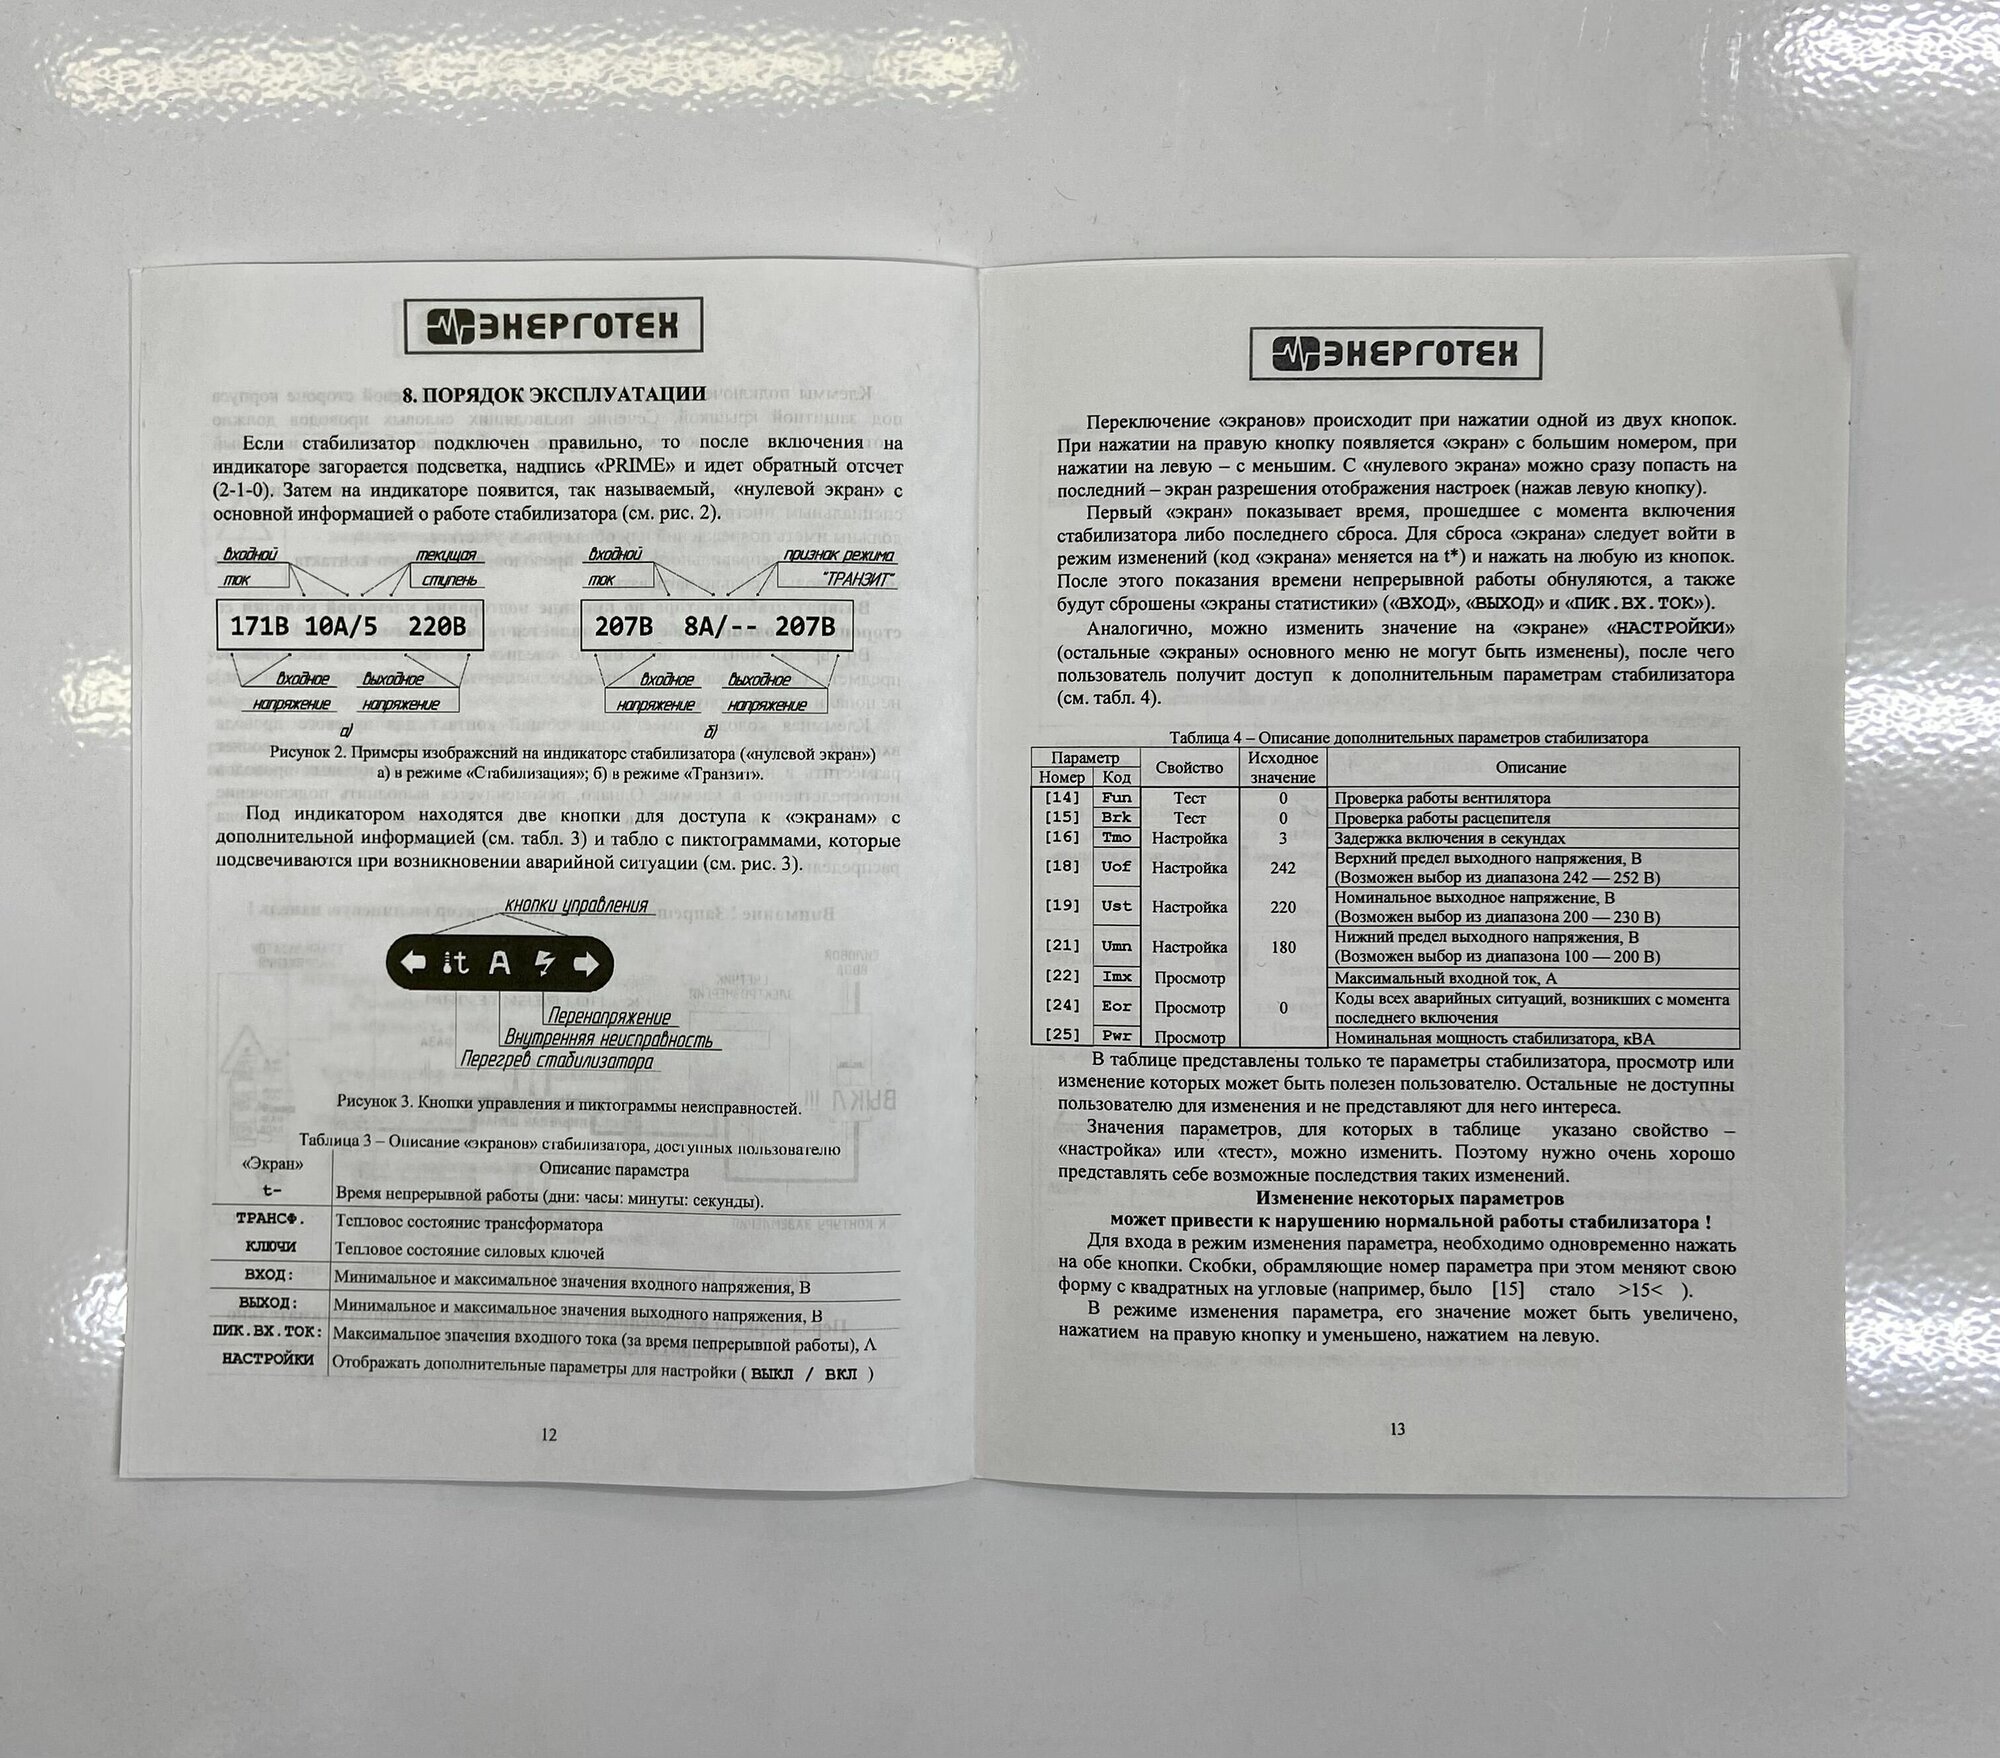 ЭНЕРГОТЕХ
8. ПОРЯДОК ЭКСПЛУАТАЦИИ
Если стабилизатор подключен правильно, то после включения на
индикаторе загорается подсветка, надпись «PRIME» и идет обратный отсчет
(2-1-0). Затем на индикаторе появится, так называемый, «нулевой экран» с
основной информацией о работе стабилизатора (см. рис. 2).
входной ток
текущая ступень
171В 10А/5 220В
входное напряжение
выходное напряжение
а)
входной ток
признак режима "ТРАНЗИТ"
207В 8А/-- 207В
входное напряжение
выходное напряжение
б)
Рисунок 2. Примеры изображений на индикаторе стабилизатора («нулевой экран»)
а) в режиме «Стабилизация»; б) в режиме «Транзит».
Под индикатором находятся две кнопки для доступа к «экранам» с
дополнительной информацией (см. табл. 3) и табло с пиктограммами, которые
подсвечиваются при возникновении аварийной ситуации (см. рис. 3).
кнопки управления
t А
Перенапряжение
Внутренняя неисправность
Перегрев стабилизатора
Рисунок 3. Кнопки управления и пиктограммы неисправностей.
Таблица 3 – Описание «экранов» стабилизатора, доступных пользователю
«Экран» Описание параметра
t- Время непрерывной работы (дни: часы: минуты: секунды).
ТРАНСФ. Тепловое состояние трансформатора
КЛЮЧИ Тепловое состояние силовых ключей
ВХОД: Минимальное и максимальное значения входного напряжения, В
ВЫХОД: Минимальное и максимальное значения выходного напряжения, В
ПИК.ВХ.ТОК: Максимальное значения входного тока (за время непрерывной работы), А
НАСТРОЙКИ Отображать дополнительные параметры для настройки ( ВЫКЛ / ВКЛ )
12
ЭНЕРГОТЕХ
Переключение «экранов» происходит при нажатии одной из двух кнопок.
При нажатии на правую кнопку появляется «экран» с большим номером, при
нажатии на левую – с меньшим. С «нулевого экрана» можно сразу попасть на
последний – экран разрешения отображения настроек (нажав левую кнопку).
Первый «экран» показывает время, прошедшее с момента включения
стабилизатора либо последнего сброса. Для сброса «экрана» следует войти в
режим изменений (код «экрана» меняется на t*) и нажать на любую из кнопок.
После этого показания времени непрерывной работы обнуляются, а также
будут сброшены «экраны статистики» («ВХОД», «ВЫХОД» и «ПИК.ВХ.ТОК»).
Аналогично, можно изменить значение на «экране» «НАСТРОЙКИ»
(остальные «экраны» основного меню не могут быть изменены), после чего
пользователь получит доступ к дополнительным параметрам стабилизатора
(см. табл. 4).
Таблица 4 – Описание дополнительных параметров стабилизатора
Параметр Свойство Исходное значение Описание
Номер Код
[14] Fun Тест 0 Проверка работы вентилятора
[15] Brk Тест 0 Проверка работы расцепителя
[16] Tmo Настройка 3 Задержка включения в секундах
[18] Uof Настройка 242 Верхний предел выходного напряжения, В
(Возможен выбор из диапазона 242 — 252 В)
[19] Ust Настройка 220 Номинальное выходное напряжение, В
(Возможен выбор из диапазона 200 — 230 В)
[21] Umn Настройка 180 Нижний предел выходного напряжения, В
(Возможен выбор из диапазона 100 — 200 В)
[22] Imx Просмотр Максимальный входной ток, А
[24] Eor Просмотр 0 Коды всех аварийных ситуаций, возникших с момента
последнего включения
[25] Pwr Просмотр Номинальная мощность стабилизатора, кВА
В таблице представлены только те параметры стабилизатора, просмотр или
изменение которых может быть полезен пользователю. Остальные не доступны
пользователю для изменения и не представляют для него интереса.
Значения параметров, для которых в таблице указано свойство –
«настройка» или «тест», можно изменить. Поэтому нужно очень хорошо
представлять себе возможные последствия таких изменений.
Изменение некоторых параметров
может привести к нарушению нормальной работы стабилизатора !
Для входа в режим изменения параметра, необходимо одновременно нажать
на обе кнопки. Скобки, обрамляющие номер параметра при этом меняют свою
форму с квадратных на угловые (например, было [15] стало >15< ).
В режиме изменения параметра, его значение может быть увеличено,
нажатием на правую кнопку и уменьшено, нажатием на левую.
13